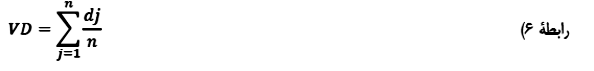 رابطهٔ ۶)
VD = \sum_{j=1}^{n} \frac{dj}{n}